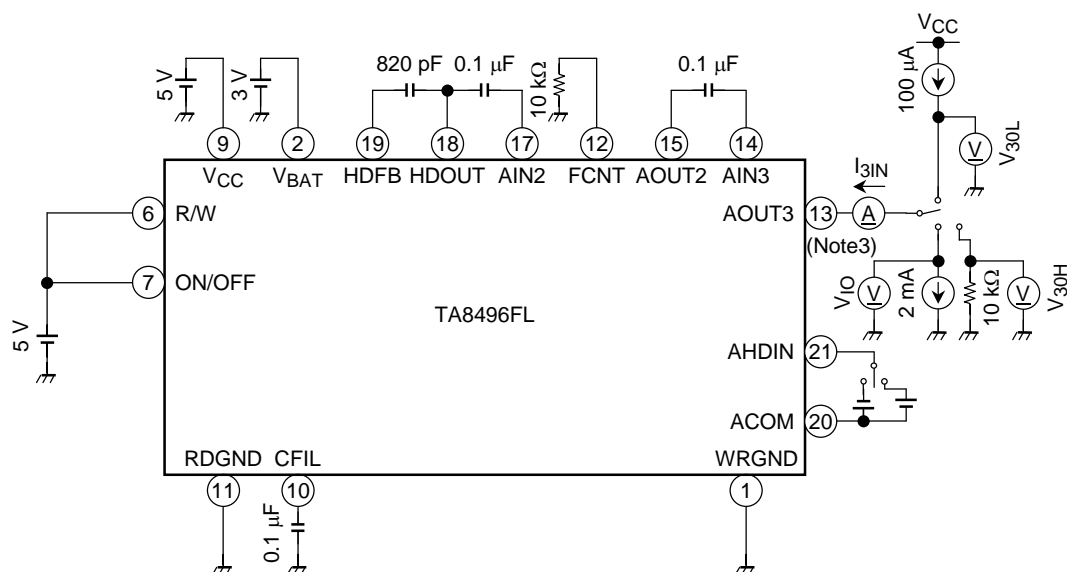 VCC
100 μA
V30L
5 V
3 V
820 pF
0.1 μF
10 kΩ
0.1 μF
9
2
19
18
17
12
15
14
VCC
VBAT
HDFB
HDOUT
AIN2
FCNT
AOUT2
AIN3
I3IN
6
R/W
AOUT3
13
A
(Note3)
7
ON/OFF
V
VIO
V
2 mA
10 kΩ
V
V30H
TA8496FL
5 V
AHDIN
21
ACOM
20
RDGND
CFIL
WRGND
11
10
1
0.1 μF